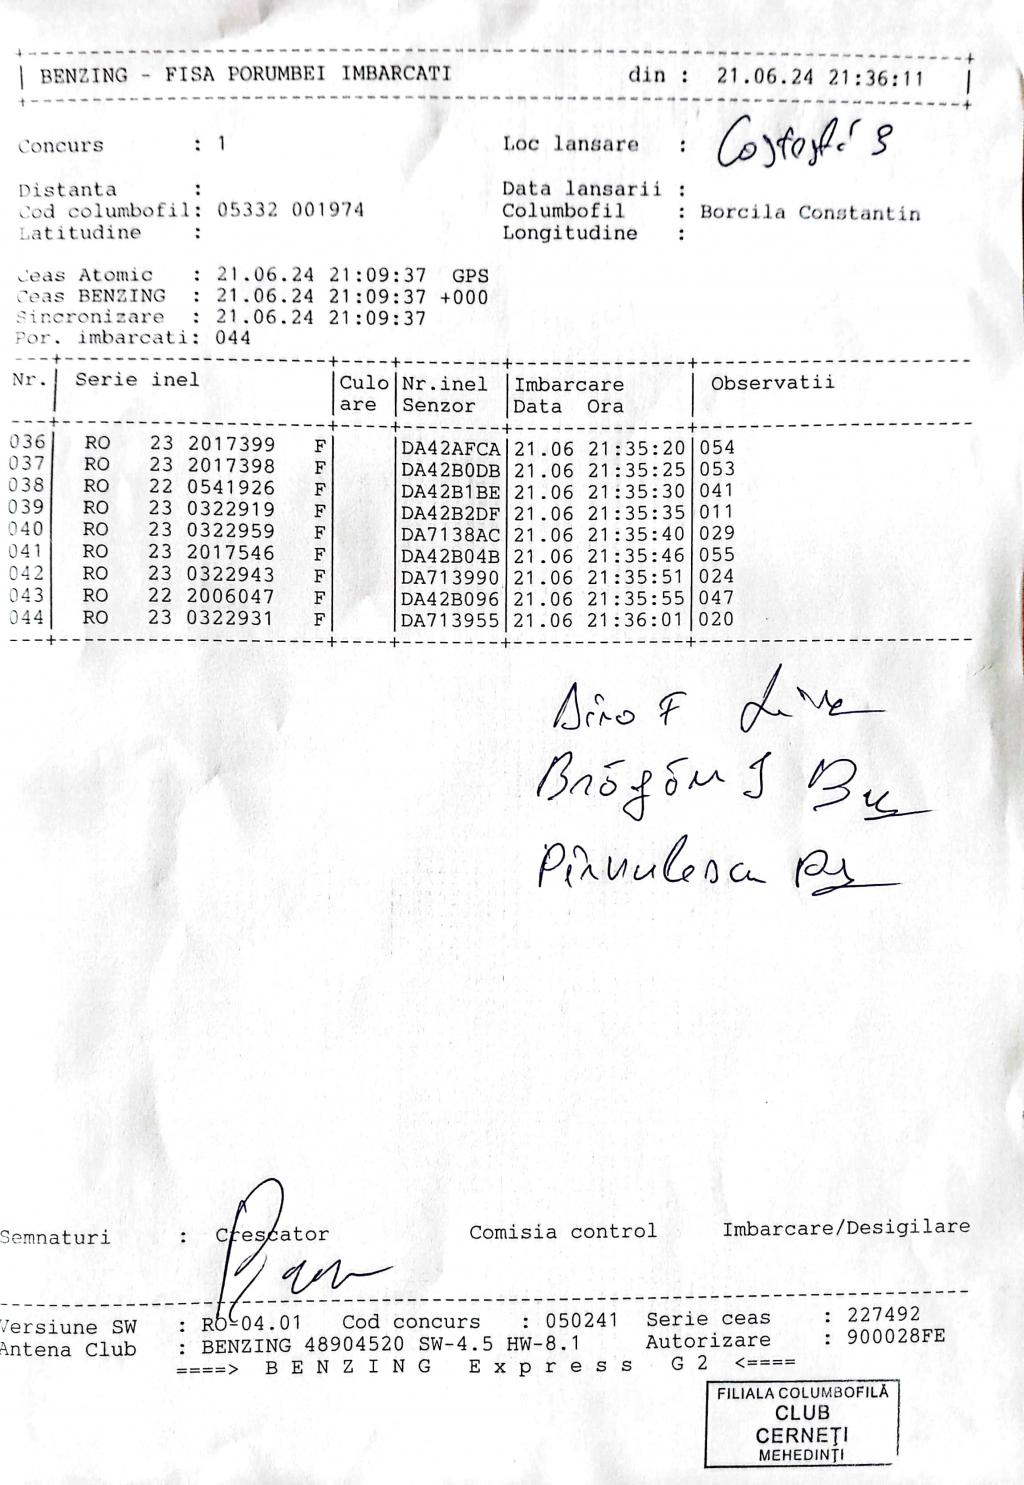 BENZING - FISA PORUMBEI IMBARCATI din : 21.06.24 21:36:11
Concurs : 1 Loc lansare :
Distanta : Data lansarii :
Cod columbofil: 05332 001974 Columbofil : Borcila Constantin
Latitudine : Longitudine :
Ceas Atomic : 21.06.24 21:09:37 GPS
Ceas BENZING : 21.06.24 21:09:37 +000
Sincronizare : 21.06.24 21:09:37
Por. imbarcati: 044
Nr. Serie inel Culo Nr.inel Imbarcare Observatii
are Senzor Data Ora
036 RO 23 2017399 F DA42AFCA 21.06 21:35:20 054
037 RO 23 2017398 F DA42B0DB 21.06 21:35:25 053
038 RO 22 0541926 F DA42B1BE 21.06 21:35:30 041
039 RO 23 0322919 F DA42B2DF 21.06 21:35:35 011
040 RO 23 0322959 F DA7138AC 21.06 21:35:40 029
041 RO 23 2017546 F DA42B04B 21.06 21:35:46 055
042 RO 23 0322943 F DA713990 21.06 21:35:51 024
043 RO 22 2006047 F DA42B096 21.06 21:35:55 047
044 RO 23 0322931 F DA713955 21.06 21:36:01 020
Pîrvulescu
Semnaturi : Crescator Comisia control Imbarcare/Desigilare
Versiune SW : RO-04.01 Cod concurs : 050241 Serie ceas : 227492
Antena Club : BENZING 48904520 SW-4.5 HW-8.1 Autorizare : 900028FE
====> B E N Z I N G E x p r e s s G 2 <====
FILIALA COLUMBOFILĂ
CLUB
CERNEȚI
MEHEDINȚI